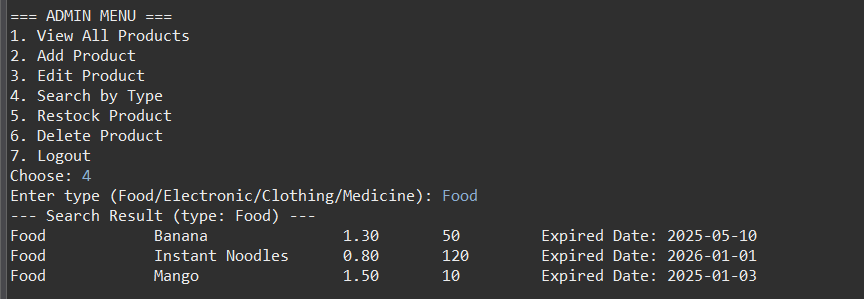 === ADMIN MENU ===
1. View All Products
2. Add Product
3. Edit Product
4. Search by Type
5. Restock Product
6. Delete Product
7. Logout
Choose: 4
Enter type (Food/Electronic/Clothing/Medicine): Food
--- Search Result (type: Food) ---
Food Banana 1.30 50 Expired Date: 2025-05-10
Food Instant Noodles 0.80 120 Expired Date: 2026-01-01
Food Mango 1.50 10 Expired Date: 2025-01-03